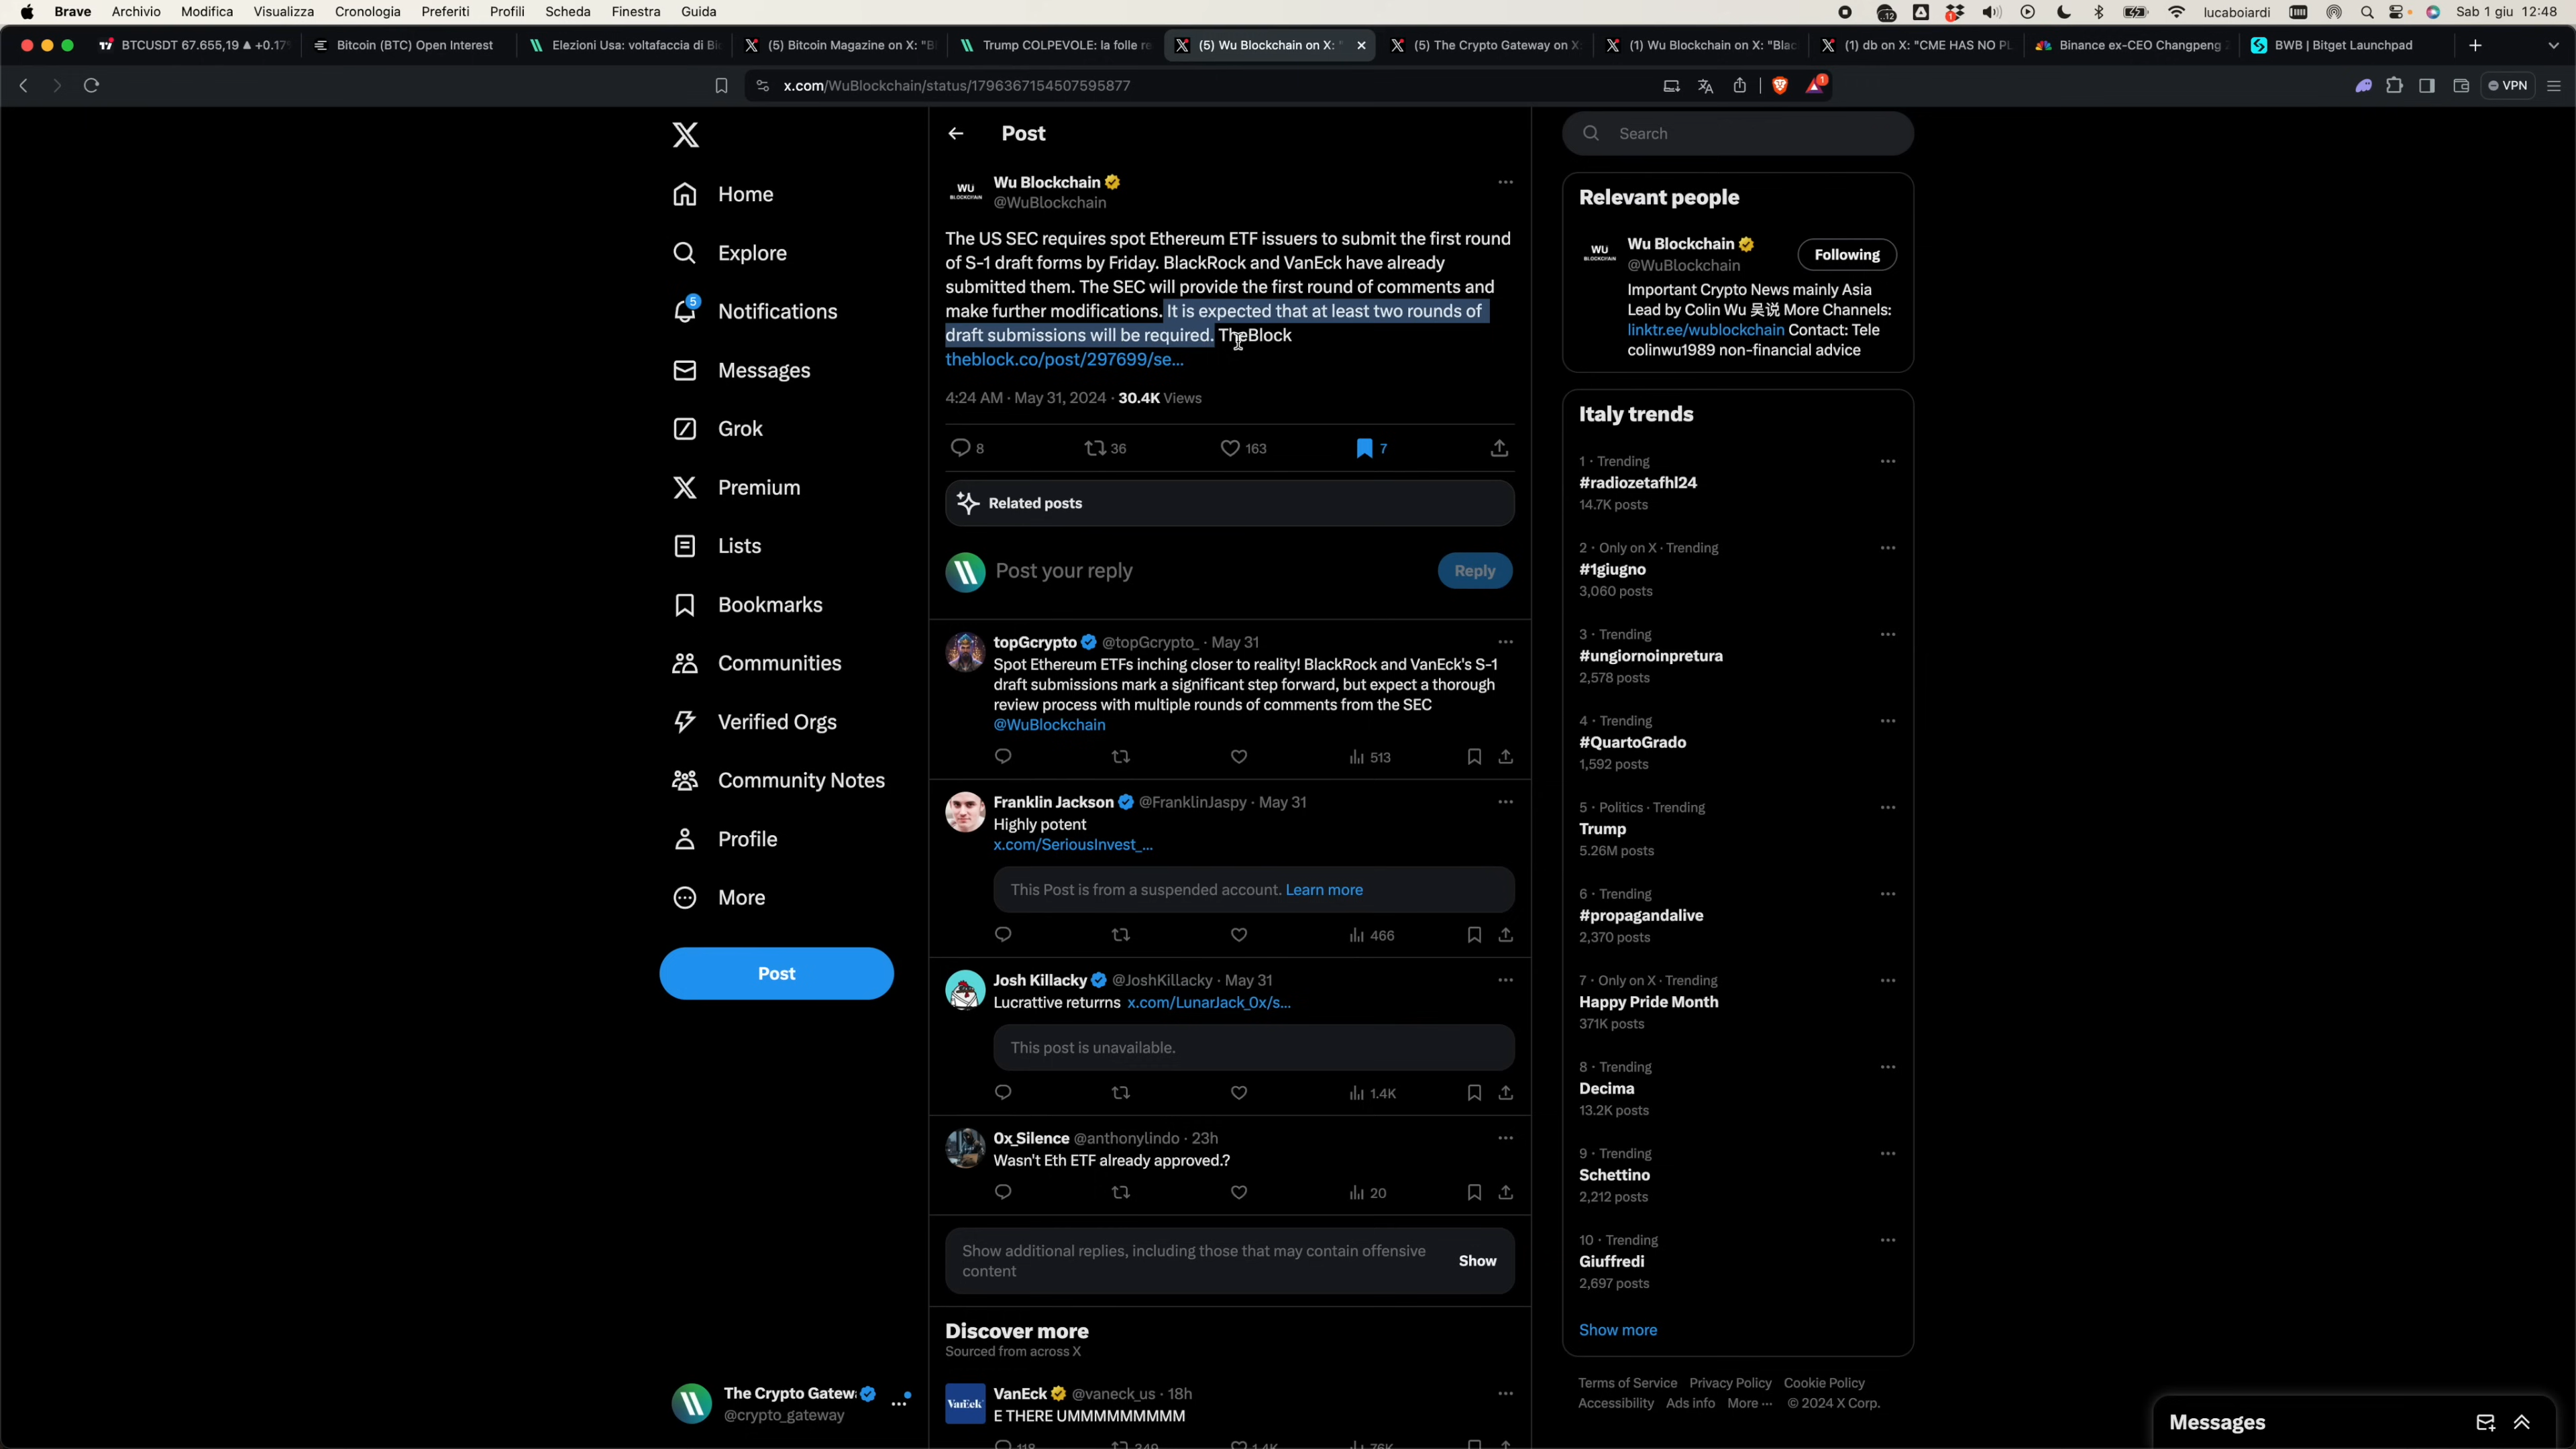 Brave Archivio Modifica Visualizza Cronologia Preferiti Profili Scheda Finestra Guida
lucaboiardi Sab 1 giu 12:48
BTCUSDT 67.655,19 ▲ +0.17
Bitcoin (BTC) Open Interest
Elezioni Usa: voltafaccia di Bi
(5) Bitcoin Magazine on X: "B
Trump COLPEVOLE: la folle re
(5) Wu Blockchain on X: "
(5) The Crypto Gateway on X
(1) Wu Blockchain on X: "Blac
(1) db on X: "CME HAS NO PL
Binance ex-CEO Changpeng
BWB | Bitget Launchpad
x.com/WuBlockchain/status/1796367154507595877
1
VPN
Home
Explore
5
Notifications
Messages
Grok
Premium
Lists
Bookmarks
Communities
Verified Orgs
Community Notes
Profile
More
Post
The Crypto Gatew
@crypto_gateway
Post
WU
BLOCKCHAIN
Wu Blockchain
@WuBlockchain
The US SEC requires spot Ethereum ETF issuers to submit the first round
of S-1 draft forms by Friday. BlackRock and VanEck have already
submitted them. The SEC will provide the first round of comments and
make further modifications. It is expected that at least two rounds of
draft submissions will be required. TheBlock
theblock.co/post/297699/se...
4:24 AM · May 31, 2024 · 30.4K Views
8 36 163 7
Related posts
Post your reply
Reply
topGcrypto @topGcrypto_ · May 31
Spot Ethereum ETFs inching closer to reality! BlackRock and VanEck's S-1
draft submissions mark a significant step forward, but expect a thorough
review process with multiple rounds of comments from the SEC
@WuBlockchain
513
Franklin Jackson @FranklinJaspy · May 31
Highly potent
x.com/SeriousInvest_...
This Post is from a suspended account. Learn more
466
Josh Killacky @JoshKillacky · May 31
Lucrattive returrns x.com/LunarJack_0x/s...
This post is unavailable.
1.4K
0x_Silence @anthonylindo · 23h
Wasn't Eth ETF already approved.?
20
Show additional replies, including those that may contain offensive
content
Show
Discover more
Sourced from across X
VanEck
VanEck @vaneck_us · 18h
E THERE UMMMMMMMMM
118 349 1.4K 76K
Search
Relevant people
WU
BLOCKCHAIN
Wu Blockchain
@WuBlockchain
Following
Important Crypto News mainly Asia
Lead by Colin Wu 吴说 More Channels:
linktr.ee/wublockchain Contact: Tele
colinwu1989 non-financial advice
Italy trends
1 · Trending
#radiozetafhl24
14.7K posts
2 · Only on X · Trending
#1giugno
3,060 posts
3 · Trending
#ungiornoinpretura
2,578 posts
4 · Trending
#QuartoGrado
1,592 posts
5 · Politics · Trending
Trump
5.26M posts
6 · Trending
#propagandalive
2,370 posts
7 · Only on X · Trending
Happy Pride Month
371K posts
8 · Trending
Decima
13.2K posts
9 · Trending
Schettino
2,212 posts
10 · Trending
Giuffredi
2,697 posts
Show more
Terms of Service Privacy Policy Cookie Policy
Accessibility Ads info More ··· © 2024 X Corp.
Messages